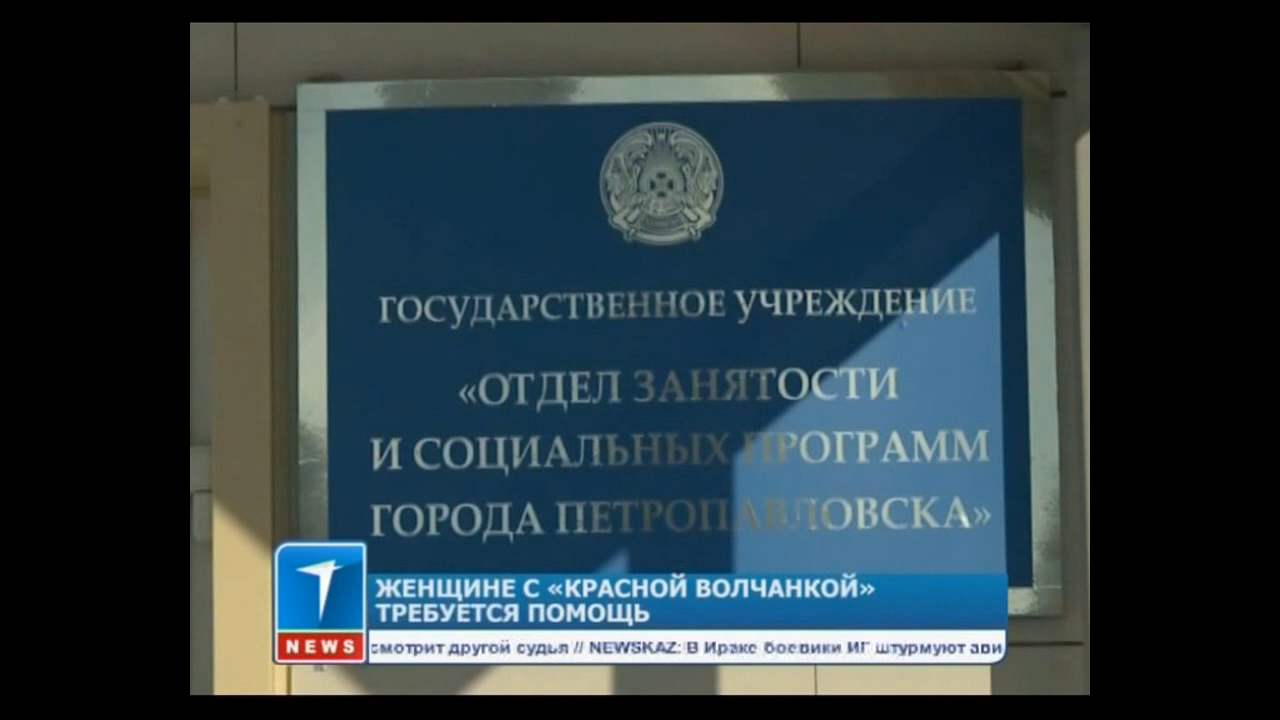 ГОСУДАРСТВЕННОЕ УЧРЕЖДЕНИЕ
«ОТДЕЛ ЗАНЯТОСТИ
И СОЦИАЛЬНЫХ ПРОГРАММ
ГОРОДА ПЕТРОПАВЛОВСКА»
ЖЕНЩИНЕ С «КРАСНОЙ ВОЛЧАНКОЙ»
ТРЕБУЕТСЯ ПОМОЩЬ
NEWS
смотрит другой судья // NEWSKAZ: В Ираке боевики ИГ штурмуют ави